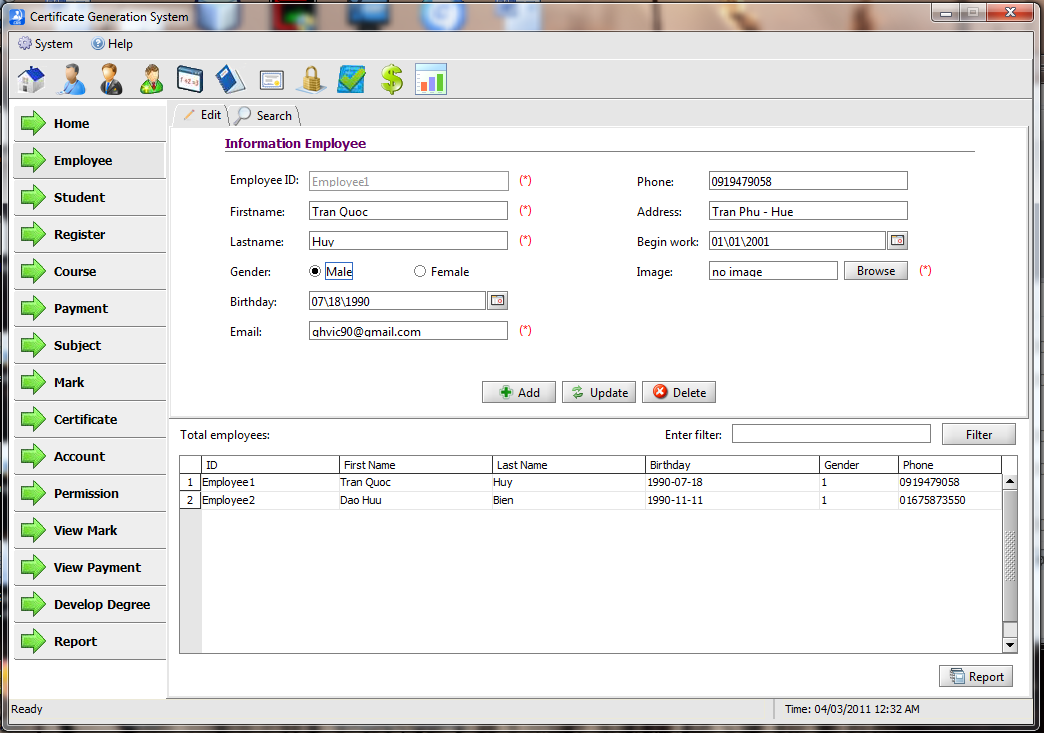 Certificate Generation System
System Help
Home
Employee
Student
Register
Course
Payment
Subject
Mark
Certificate
Account
Permission
View Mark
View Payment
Develop Degree
Report
Edit Search
Information Employee
Employee ID: Employee1 (*)
Firstname: Tran Quoc (*)
Lastname: Huy (*)
Gender: Male Female
Birthday: 07\18\1990
Email: qhvic90@gmail.com (*)
Phone: 0919479058
Address: Tran Phu - Hue
Begin work: 01\01\2001
Image: no image Browse (*)
Add Update Delete
Total employees: Enter filter: Filter
ID First Name Last Name Birthday Gender Phone
1 Employee1 Tran Quoc Huy 1990-07-18 1 0919479058
2 Employee2 Dao Huu Bien 1990-11-11 1 01675873550
Report
Ready Time: 04/03/2011 12:32 AM